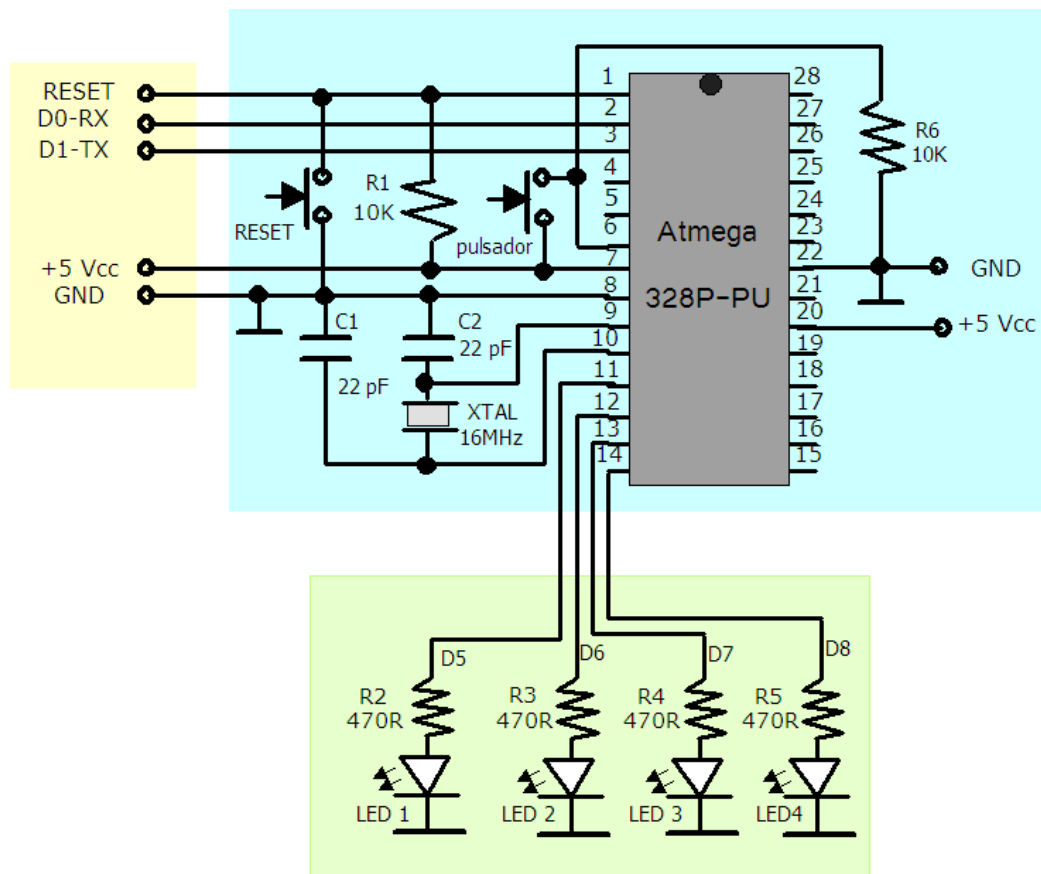 RESET
D0-RX
D1-TX
+5 Vcc
GND
RESET
R1
10K
pulsador
C1
22 pF
C2
22 pF
XTAL
16MHz
1
2
3
4
5
6
7
8
9
10
11
12
13
14
Atmega
328P-PU
28
27
26
25
24
23
22
21
20
19
18
17
16
15
R6
10K
GND
+5 Vcc
D5
D6
D7
D8
R2
470R
R3
470R
R4
470R
R5
470R
LED 1
LED 2
LED 3
LED4